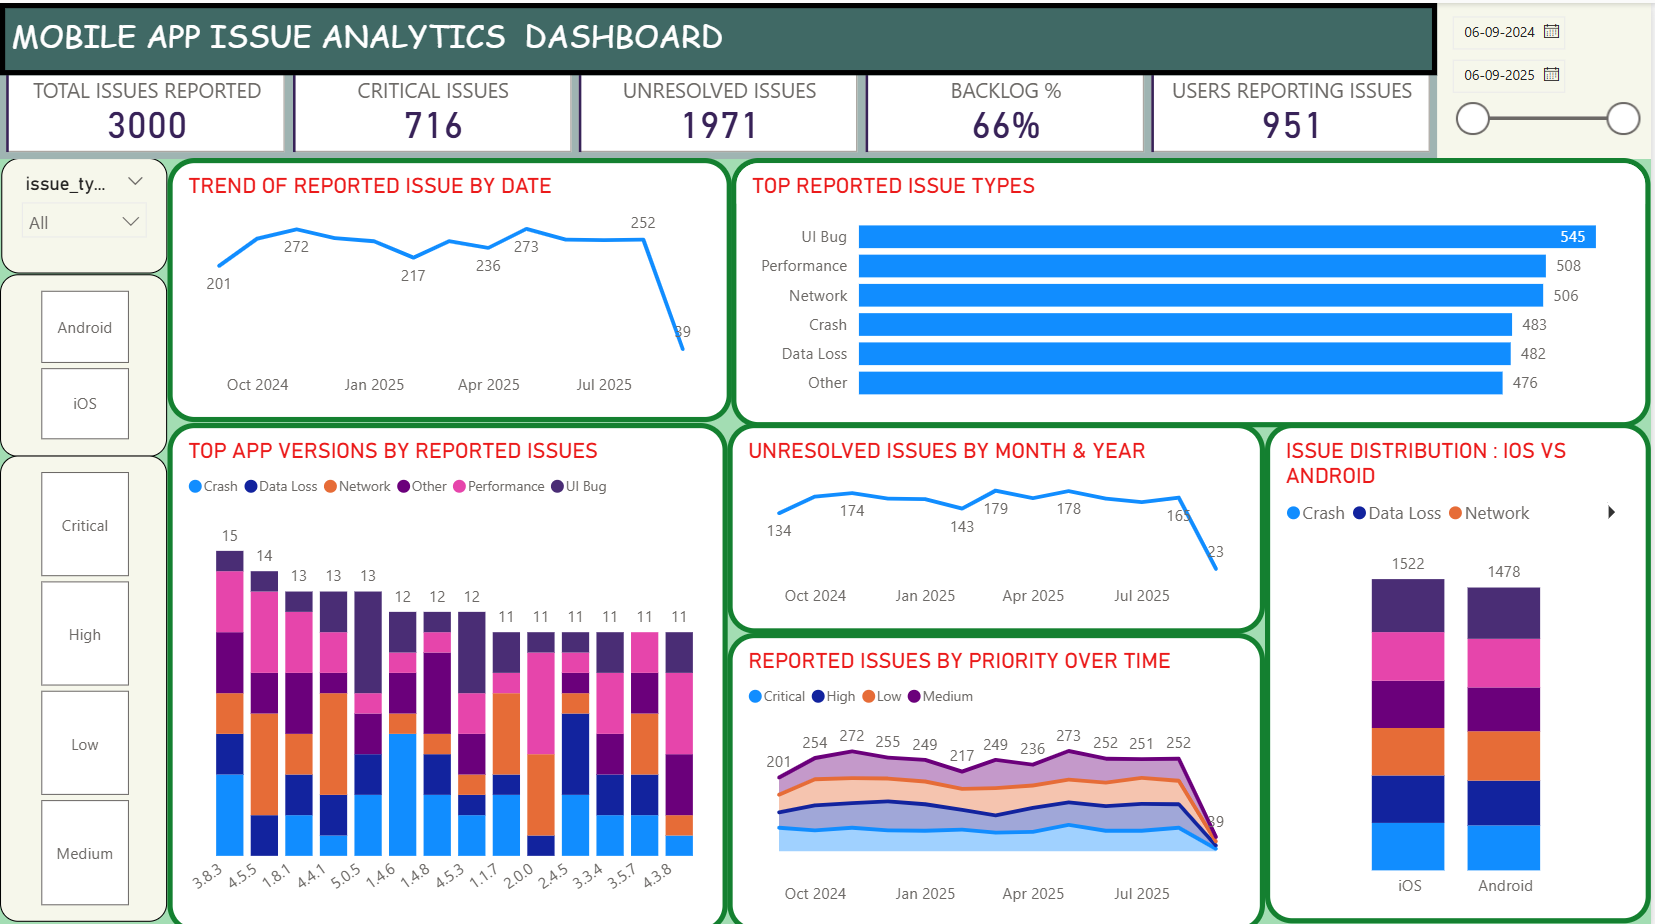 MOBILE APP ISSUE ANALYTICS DASHBOARD
06-09-2024
06-09-2025
TOTAL ISSUES REPORTED
3000
CRITICAL ISSUES
716
UNRESOLVED ISSUES
1971
BACKLOG %
66%
USERS REPORTING ISSUES
951
issue_ty...
All
Android
iOS
Critical
High
Low
Medium
TREND OF REPORTED ISSUE BY DATE
201
272
217
236
273
252
39
Oct 2024 Jan 2025 Apr 2025 Jul 2025
TOP REPORTED ISSUE TYPES
UI Bug 545
Performance 508
Network 506
Crash 483
Data Loss 482
Other 476
TOP APP VERSIONS BY REPORTED ISSUES
Crash Data Loss Network Other Performance UI Bug
15 14 13 13 13 12 12 12 11 11 11 11 11 11
3.8.3 4.5.5 1.8.1 4.4.1 5.0.5 1.4.6 1.4.8 4.5.3 1.1.7 2.0.0 2.4.5 3.3.4 3.5.7 4.3.8
UNRESOLVED ISSUES BY MONTH & YEAR
134 174 143 179 178 165 23
Oct 2024 Jan 2025 Apr 2025 Jul 2025
REPORTED ISSUES BY PRIORITY OVER TIME
Critical High Low Medium
201 254 272 255 249 217 249 236 273 252 251 252 39
Oct 2024 Jan 2025 Apr 2025 Jul 2025
ISSUE DISTRIBUTION : IOS VS
ANDROID
Crash Data Loss Network
1522 1478
iOS Android